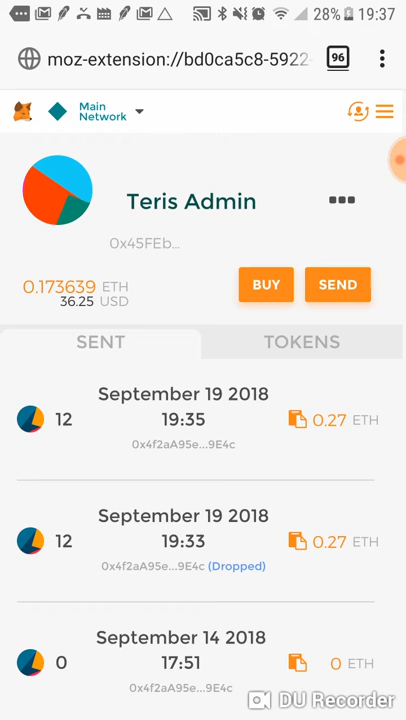 28% 19:37
moz-extension://bd0ca5c8-5922-
96
Main
Network
Teris Admin
0x45FEb...
0.173639 ETH
36.25 USD
BUY
SEND
SENT
TOKENS
September 19 2018
12
19:35
0.27 ETH
0x4f2aA95e...9E4c
September 19 2018
12
19:33
0.27 ETH
0x4f2aA95e...9E4c (Dropped)
September 14 2018
0
17:51
0 ETH
0x4f2aA95e...9E4c
DU Recorder